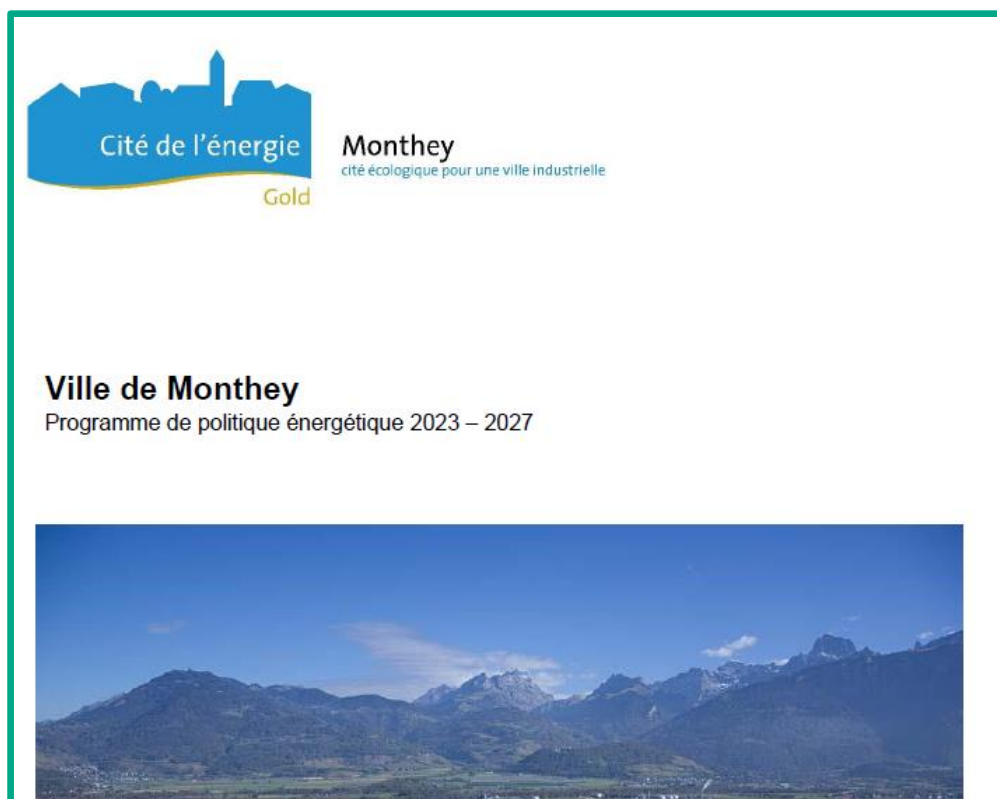 Cité de l'énergie
Gold
Monthey
cité écologique pour une ville industrielle
Ville de Monthey
Programme de politique énergétique 2023 – 2027